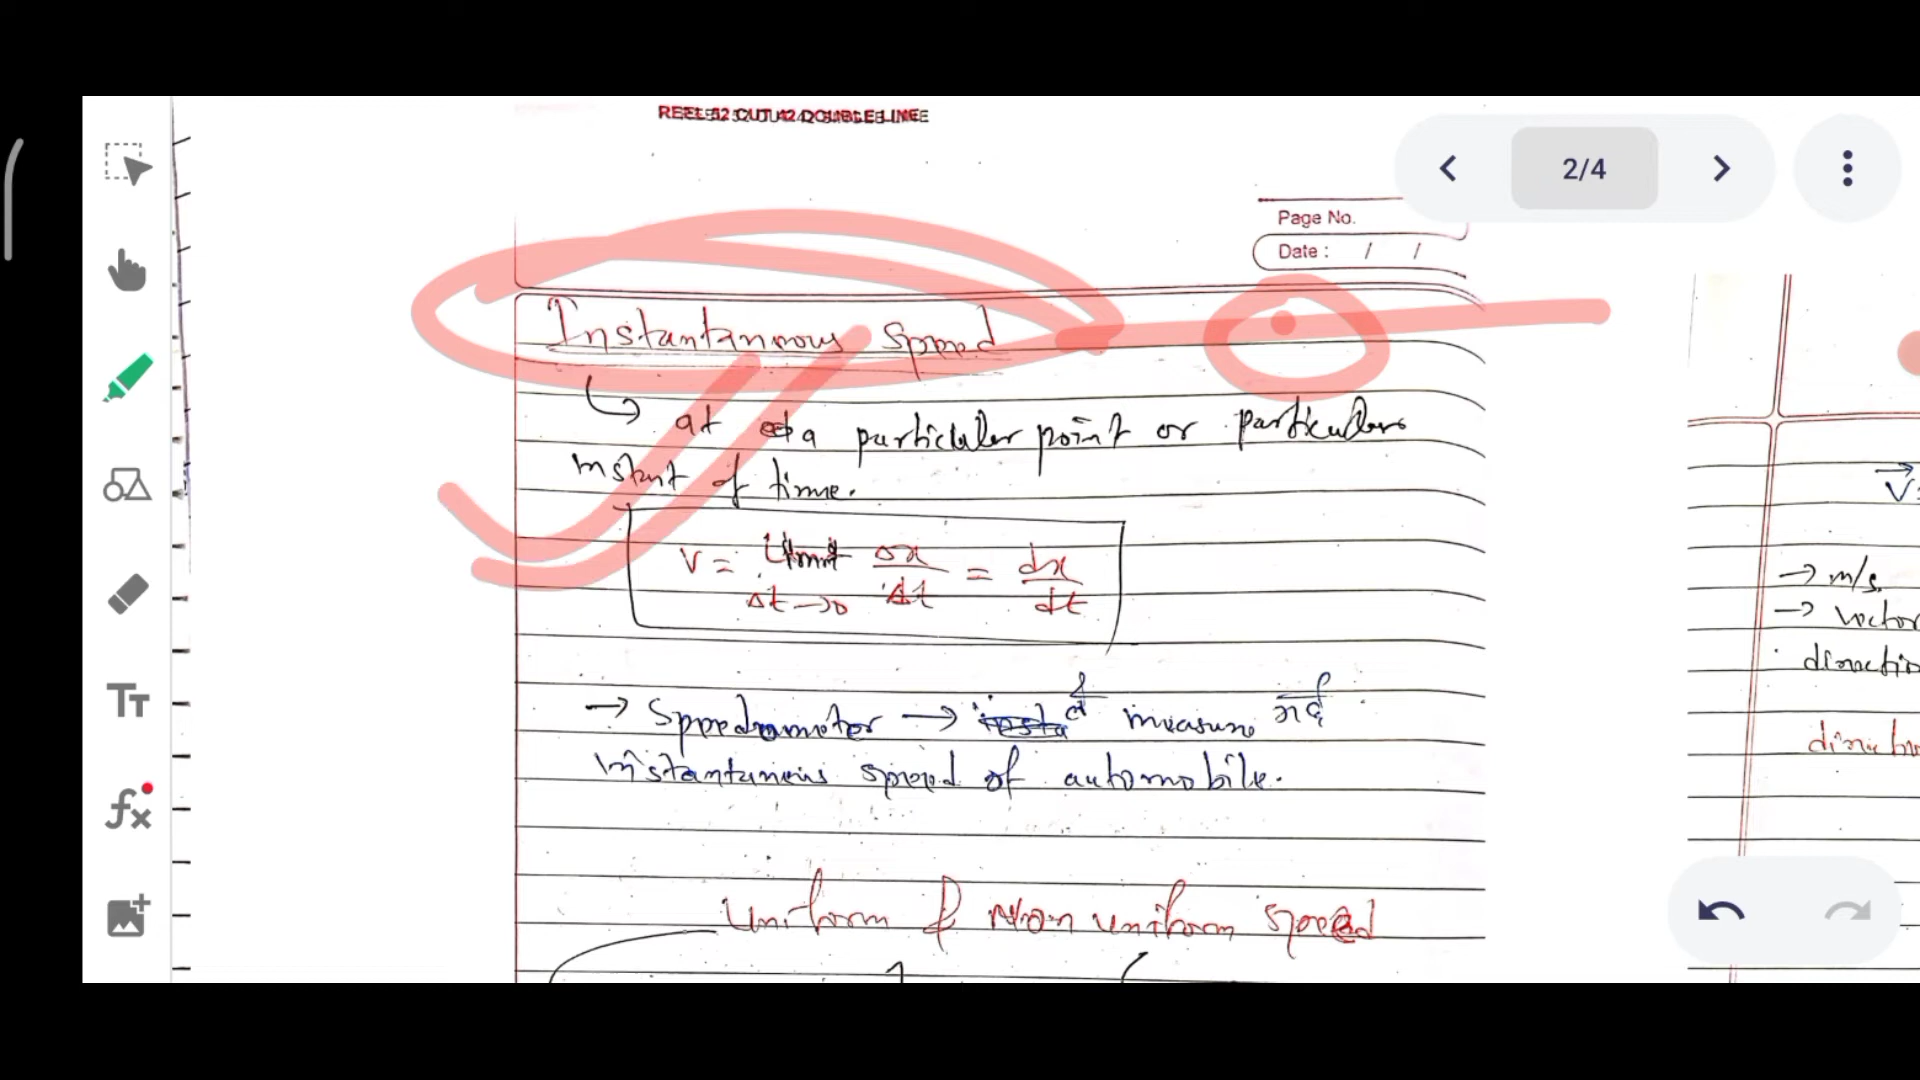 REEL 52 CUT 42 DOUBLE LINE
2/4
Page No.
Date : / /
Instantaneous Speed
↳ at a particular point or particular
instant of time.
V = Limit Δx = dx
Δt→0 Δt dt
→ Speedometer → measure
instantaneous speed of automobile.
Uniform & Non uniform speed
V
→ m/s
→ vector
TT
fx